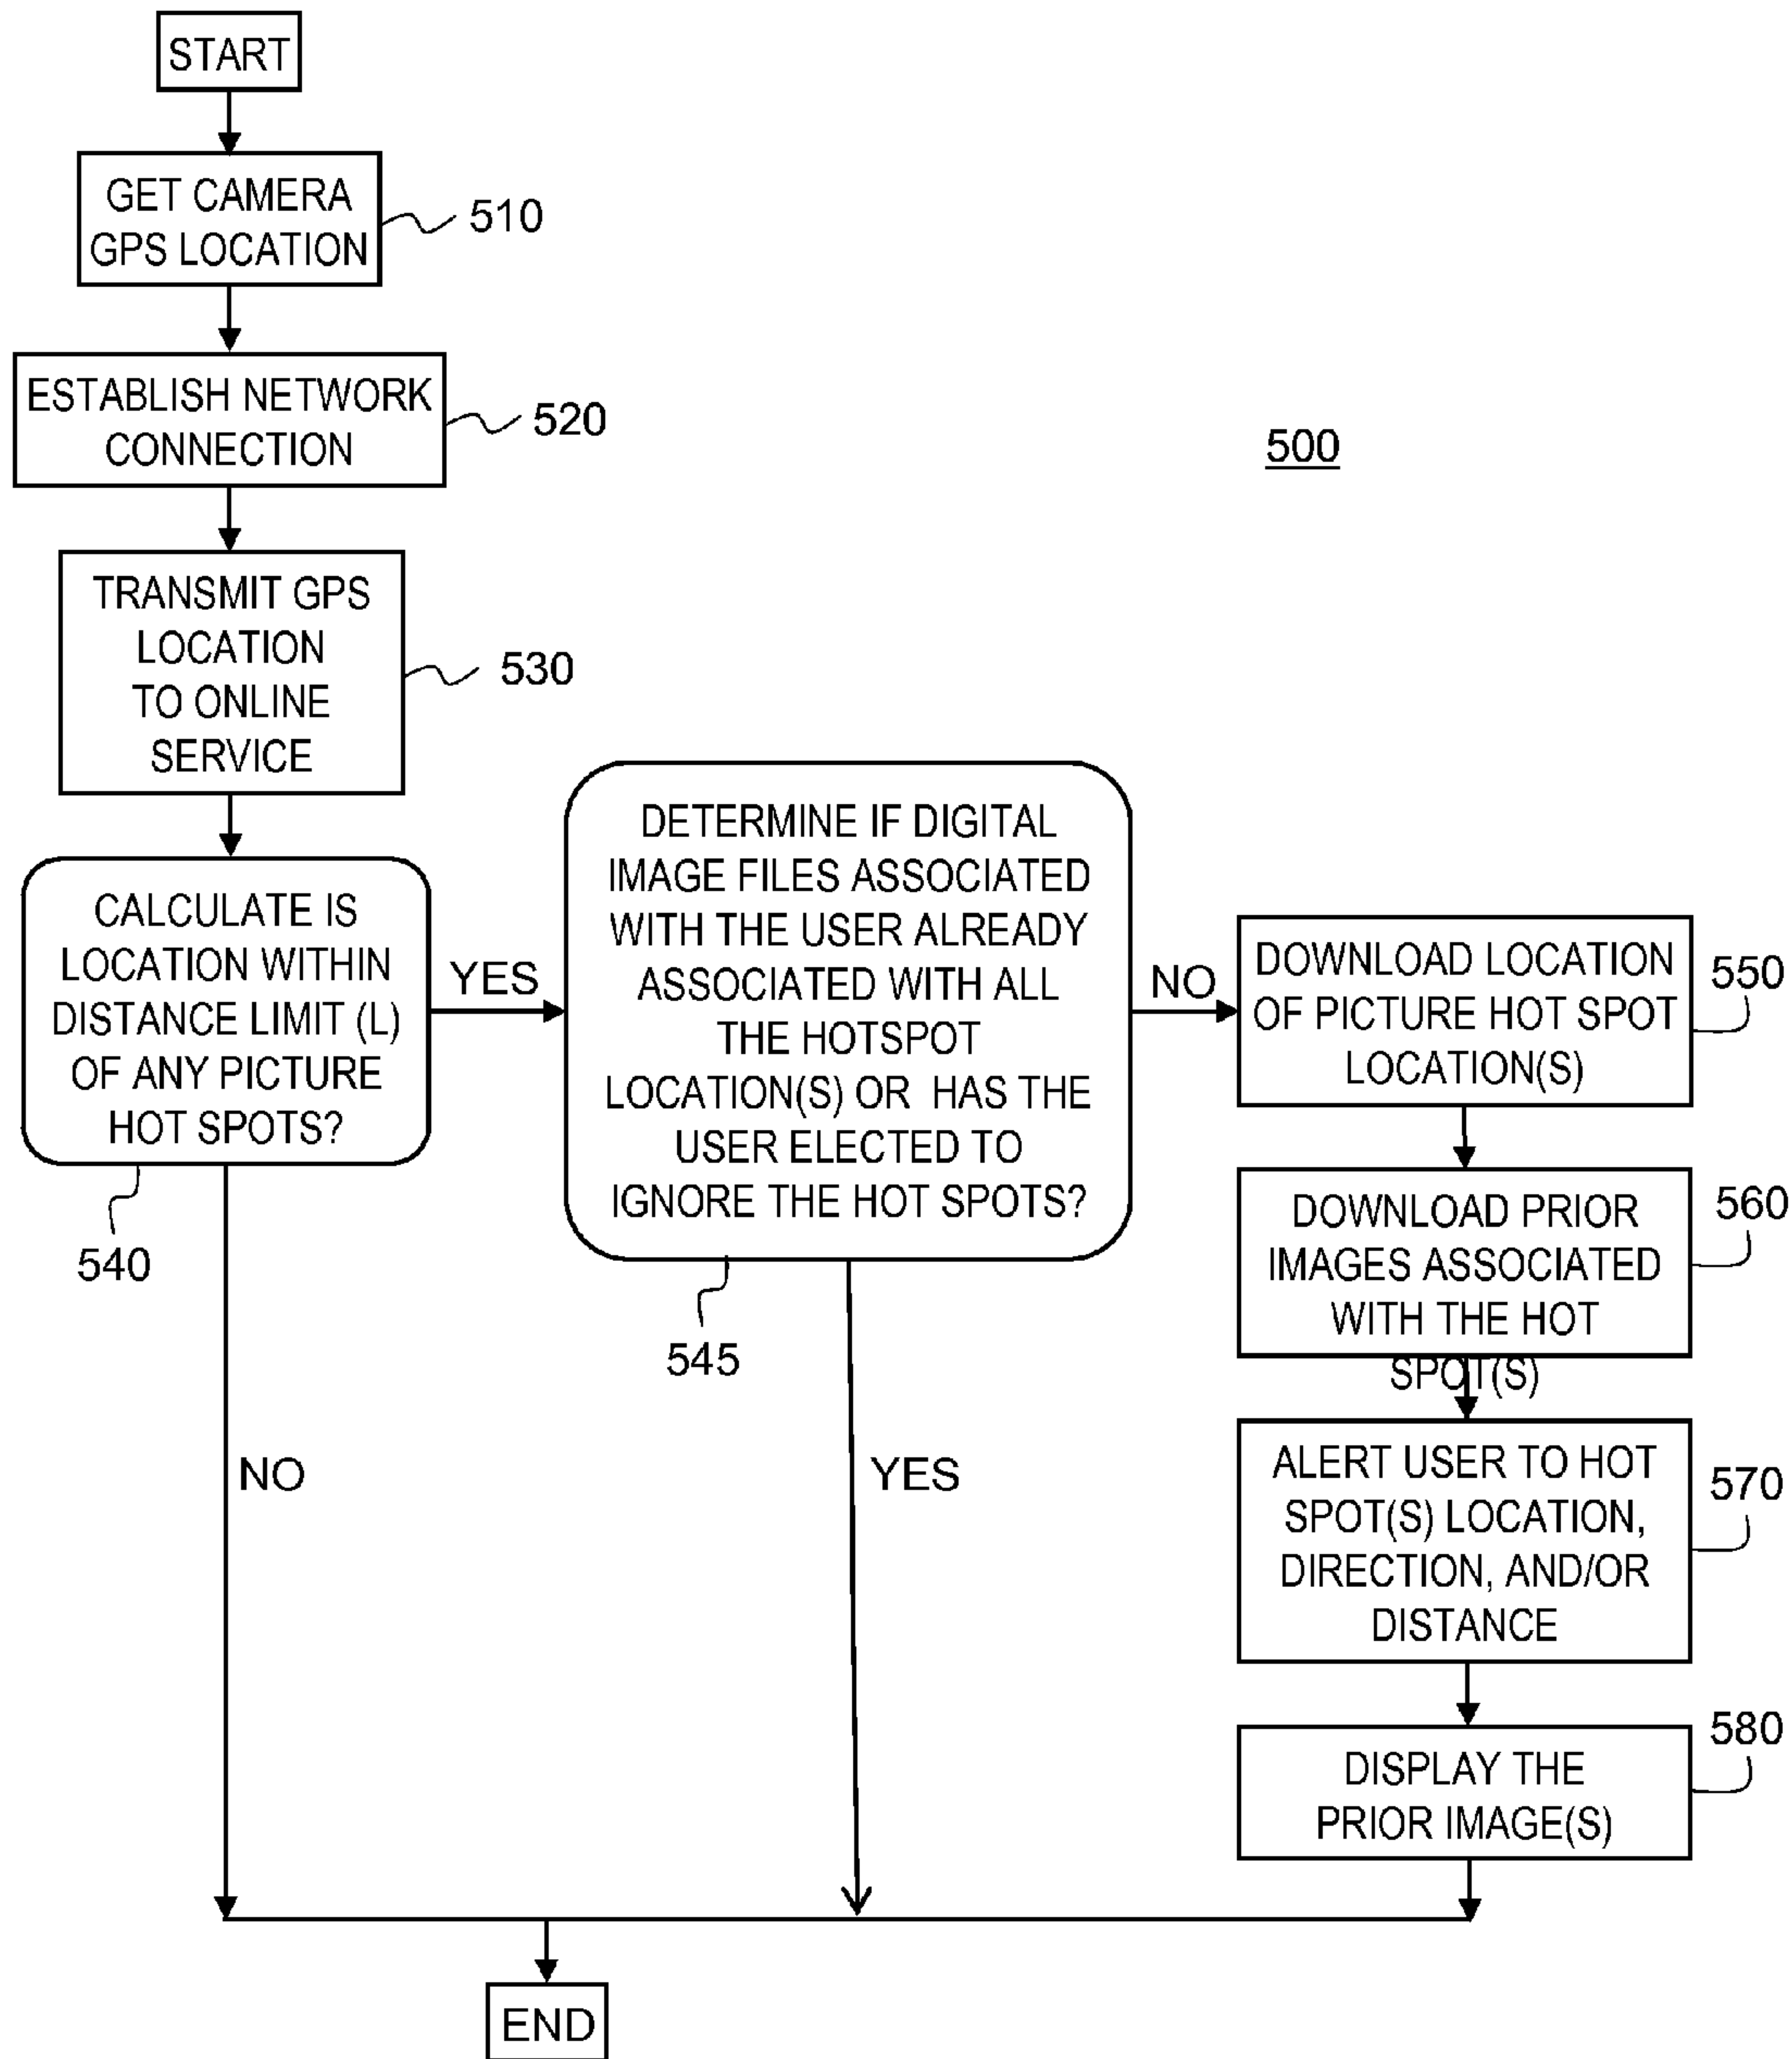 START
GET CAMERA
GPS LOCATION
510
ESTABLISH NETWORK
CONNECTION
520
500
TRANSMIT GPS
LOCATION
TO ONLINE
SERVICE
530
CALCULATE IS
LOCATION WITHIN
DISTANCE LIMIT (L)
OF ANY PICTURE
HOT SPOTS?
540
YES
NO
DETERMINE IF DIGITAL
IMAGE FILES ASSOCIATED
WITH THE USER ALREADY
ASSOCIATED WITH ALL
THE HOTSPOT
LOCATION(S) OR HAS THE
USER ELECTED TO
IGNORE THE HOT SPOTS?
545
NO
YES
DOWNLOAD LOCATION
OF PICTURE HOT SPOT
LOCATION(S)
550
DOWNLOAD PRIOR
IMAGES ASSOCIATED
WITH THE HOT
SPOT(S)
560
ALERT USER TO HOT
SPOT(S) LOCATION,
DIRECTION, AND/OR
DISTANCE
570
DISPLAY THE
PRIOR IMAGE(S)
580
END